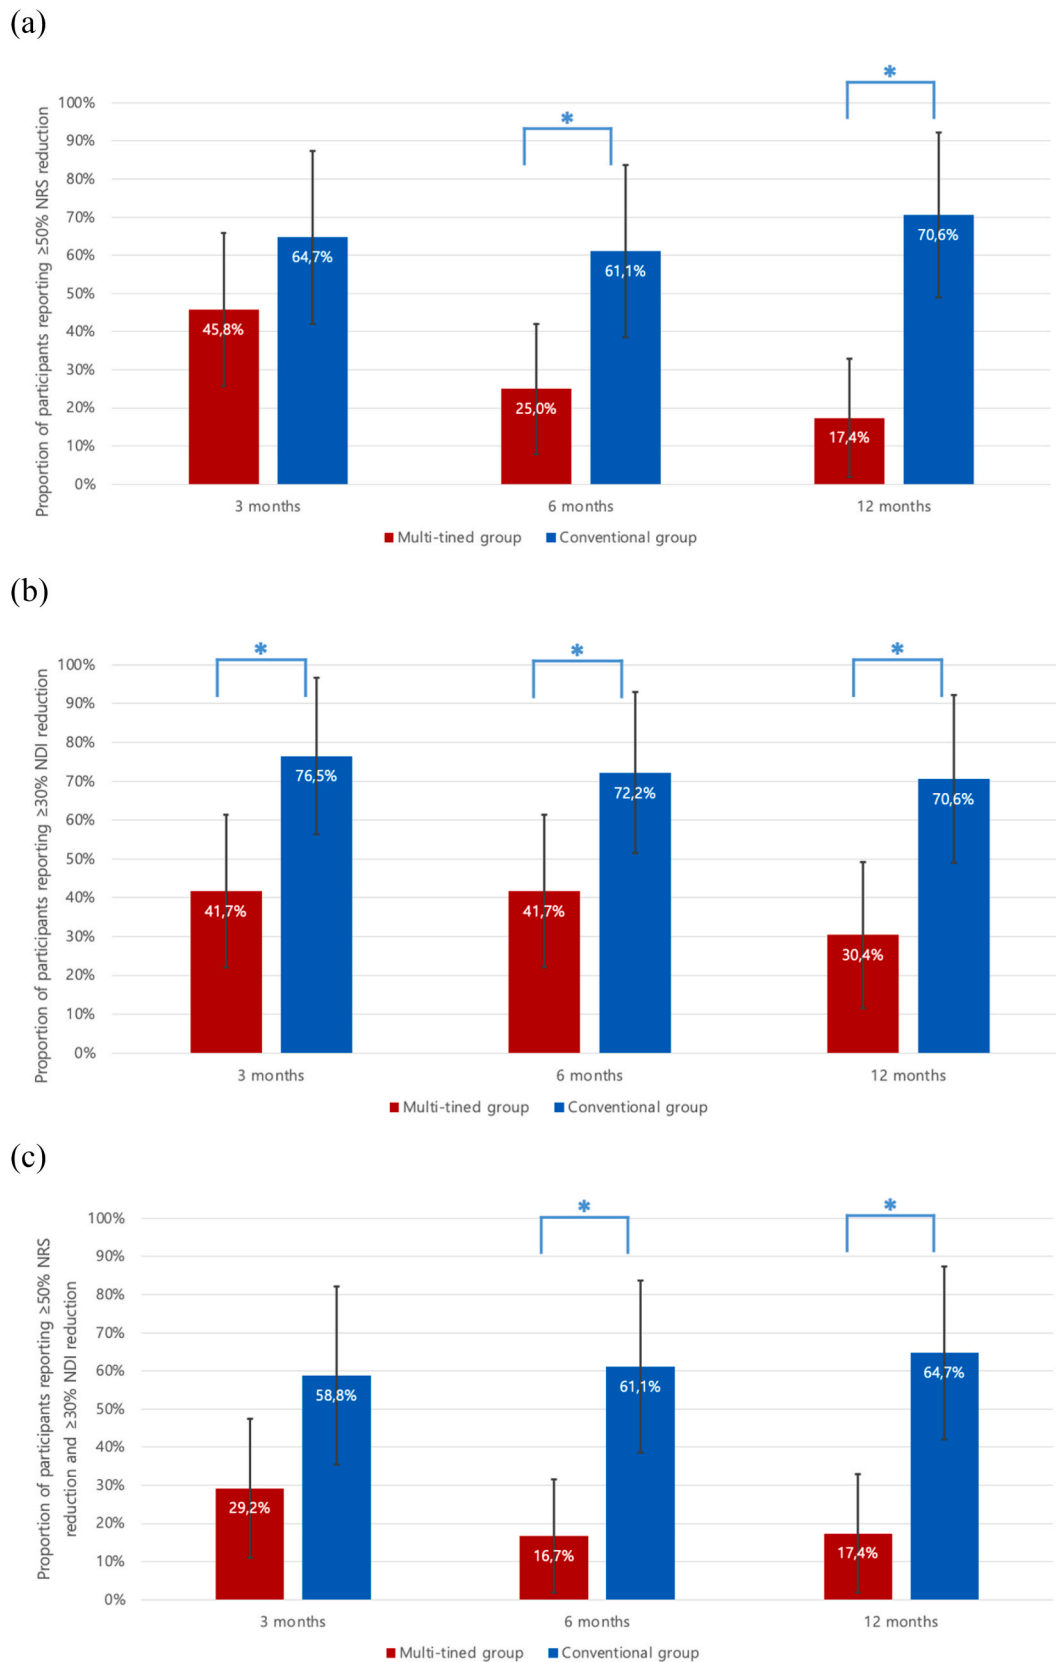 (a)
Proportion of participants reporting ≥50% NRS reduction
100%
90%
80%
70%
60%
50%
40%
30%
20%
10%
0%
*
*
45,8%
64,7%
25,0%
61,1%
17,4%
70,6%
3 months
6 months
12 months
Multi-tined group
Conventional group
(b)
Proportion of participants reporting ≥30% NDI reduction
100%
90%
80%
70%
60%
50%
40%
30%
20%
10%
0%
*
*
*
41,7%
76,5%
41,7%
72,2%
30,4%
70,6%
3 months
6 months
12 months
Multi-tined group
Conventional group
(c)
Proportion of participants reporting ≥50% NRS
reduction and ≥30% NDI reduction
100%
90%
80%
70%
60%
50%
40%
30%
20%
10%
0%
*
*
29,2%
58,8%
16,7%
61,1%
17,4%
64,7%
3 months
6 months
12 months
Multi-tined group
Conventional group